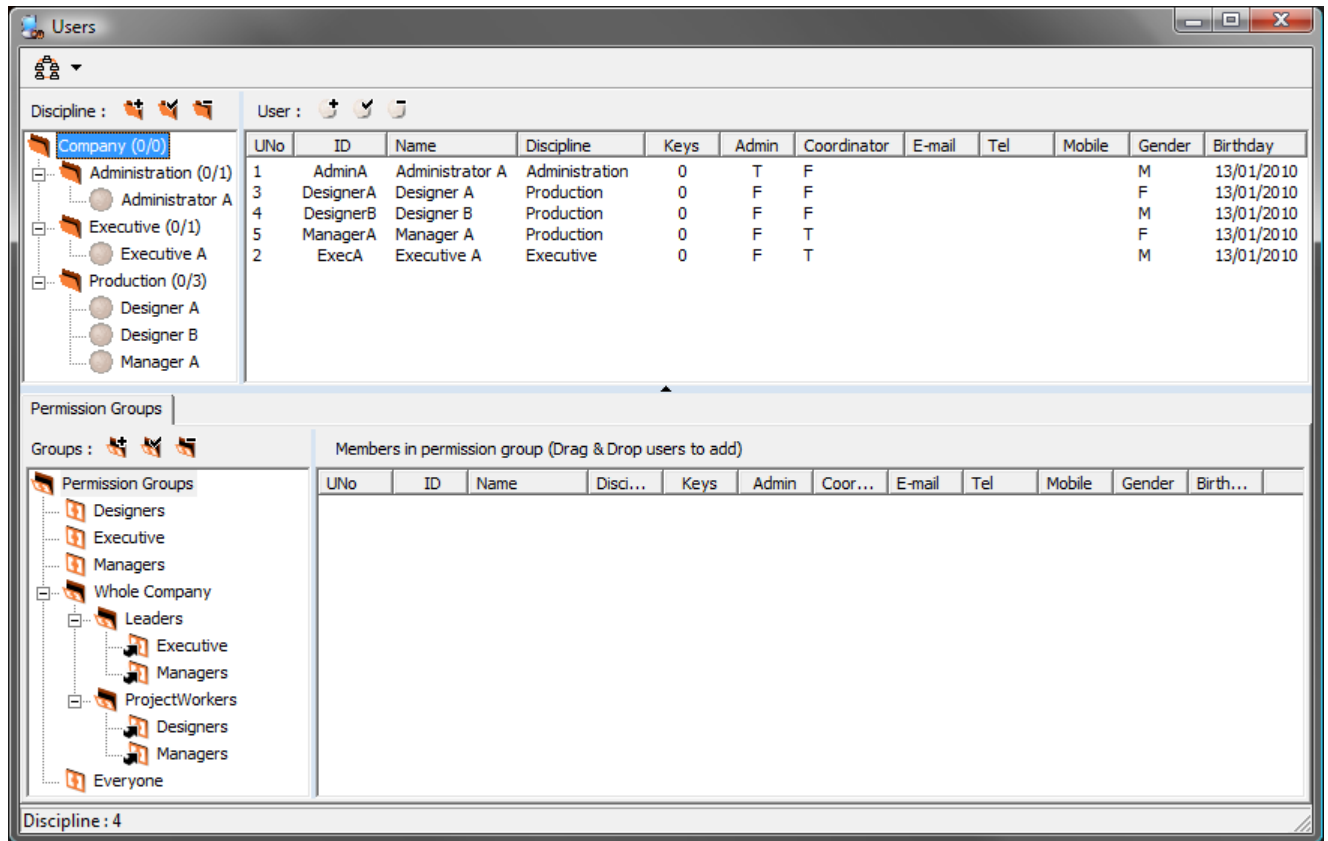 Users
Discipline :
User :
Company (0/0)
Administration (0/1)
Administrator A
Executive (0/1)
Executive A
Production (0/3)
Designer A
Designer B
Manager A
UNo ID Name Discipline Keys Admin Coordinator E-mail Tel Mobile Gender Birthday
1 AdminA Administrator A Administration 0 T F M 13/01/2010
3 DesignerA Designer A Production 0 F F F 13/01/2010
4 DesignerB Designer B Production 0 F F M 13/01/2010
5 ManagerA Manager A Production 0 F T F 13/01/2010
2 ExecA Executive A Executive 0 F T M 13/01/2010
Permission Groups
Groups :
Members in permission group (Drag & Drop users to add)
Permission Groups
Designers
Executive
Managers
Whole Company
Leaders
Executive
Managers
ProjectWorkers
Designers
Managers
Everyone
UNo ID Name Disci... Keys Admin Coor... E-mail Tel Mobile Gender Birth...
Discipline : 4